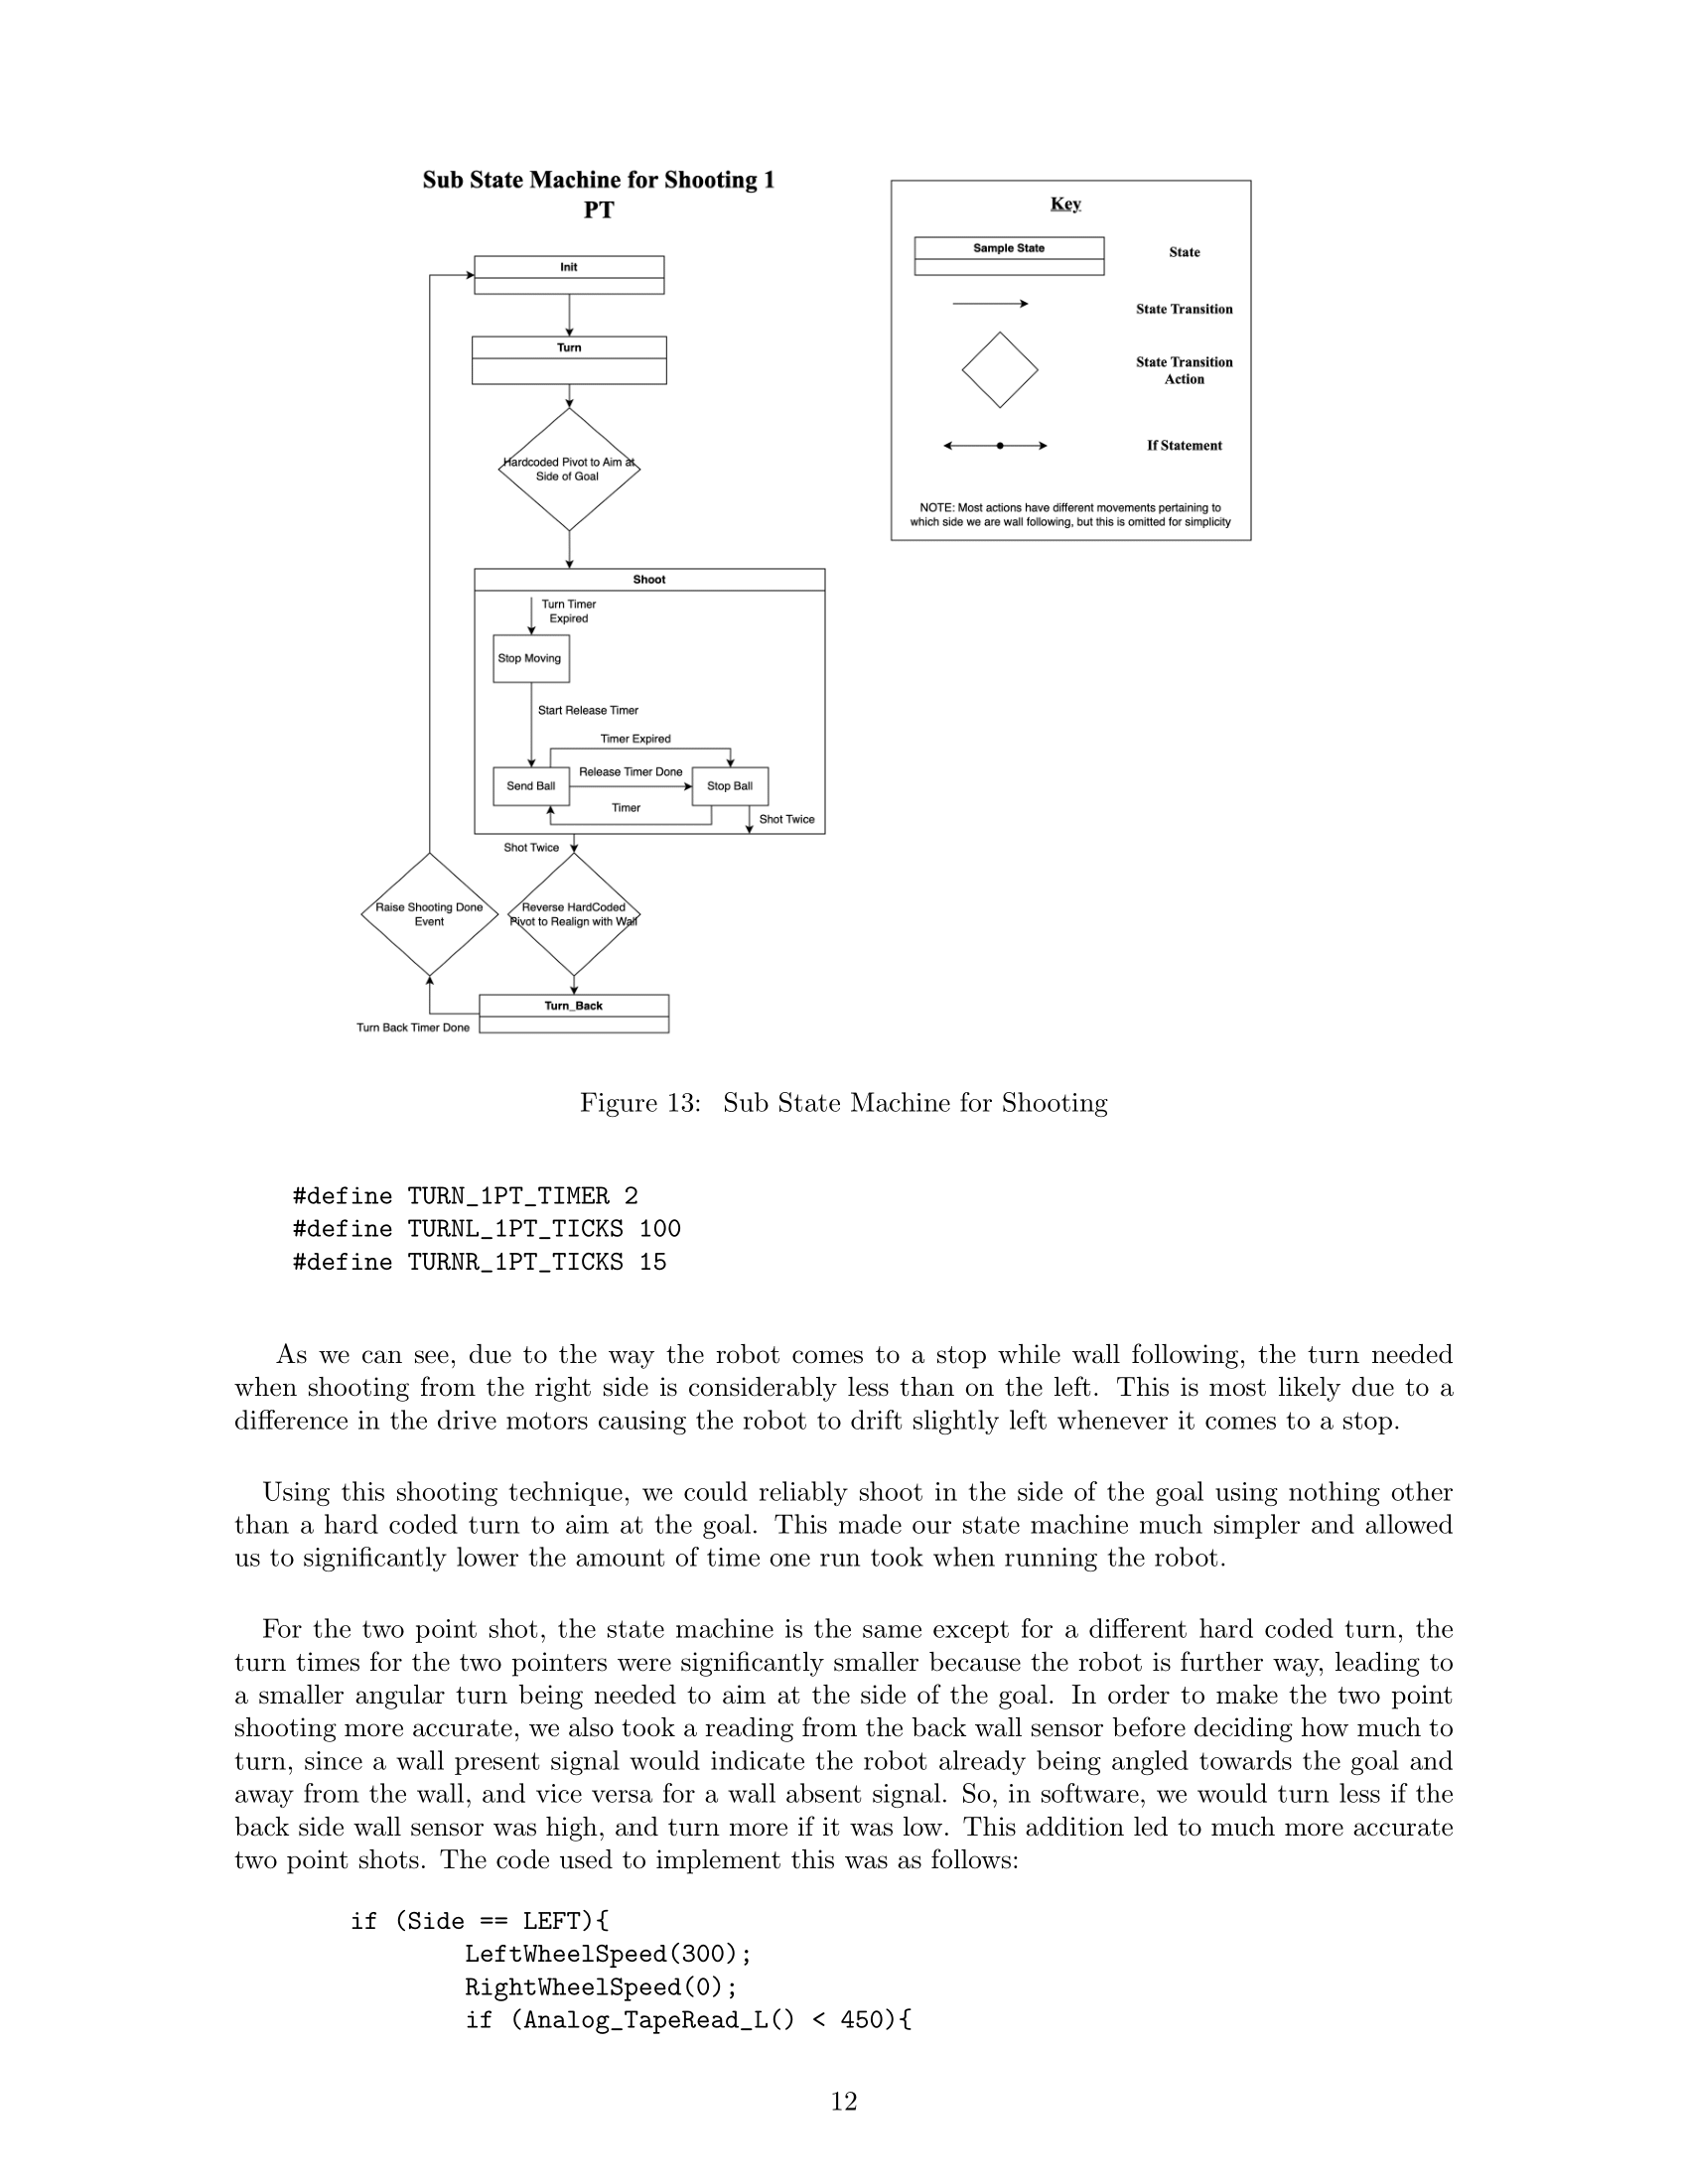 Sub State Machine for Shooting 1
PT
Init
Turn
Hardcoded Pivot to Aim at
Side of Goal
Shoot
Turn Timer
Expired
Stop Moving
Start Release Timer
Timer Expired
Send Ball
Release Timer Done
Stop Ball
Timer
Shot Twice
Shot Twice
Raise Shooting Done
Event
Reverse HardCoded
Pivot to Realign with Wall
Turn_Back
Turn Back Timer Done
Key
Sample State
State
State Transition
State Transition
Action
If Statement
NOTE: Most actions have different movements pertaining to
which side we are wall following, but this is omitted for simplicity
Figure 13: Sub State Machine for Shooting
#define TURN_1PT_TIMER 2
#define TURNL_1PT_TICKS 100
#define TURNR_1PT_TICKS 15
As we can see, due to the way the robot comes to a stop while wall following, the turn needed
when shooting from the right side is considerably less than on the left. This is most likely due to a
difference in the drive motors causing the robot to drift slightly left whenever it comes to a stop.
Using this shooting technique, we could reliably shoot in the side of the goal using nothing other
than a hard coded turn to aim at the goal. This made our state machine much simpler and allowed
us to significantly lower the amount of time one run took when running the robot.
For the two point shot, the state machine is the same except for a different hard coded turn, the
turn times for the two pointers were significantly smaller because the robot is further way, leading to
a smaller angular turn being needed to aim at the side of the goal. In order to make the two point
shooting more accurate, we also took a reading from the back wall sensor before deciding how much to
turn, since a wall present signal would indicate the robot already being angled towards the goal and
away from the wall, and vice versa for a wall absent signal. So, in software, we would turn less if the
back side wall sensor was high, and turn more if it was low. This addition led to much more accurate
two point shots. The code used to implement this was as follows:
if (Side == LEFT){
LeftWheelSpeed(300);
RightWheelSpeed(0);
if (Analog_TapeRead_L() < 450){
12